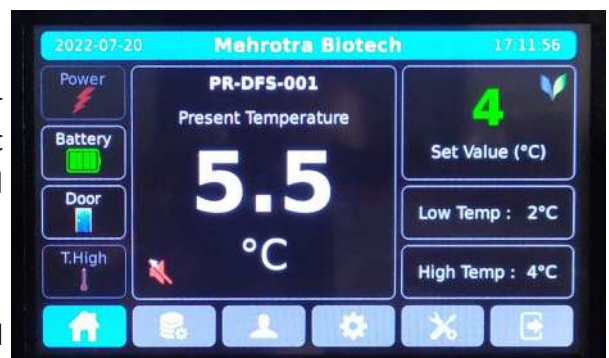 2022-07-20 Mehrotra Biotech 17:11:56
Power
Battery
Door
T.High
PR-DFS-001
Present Temperature
5.5
°C
4
Set Value (°C)
Low Temp : 2°C
High Temp : 4°C